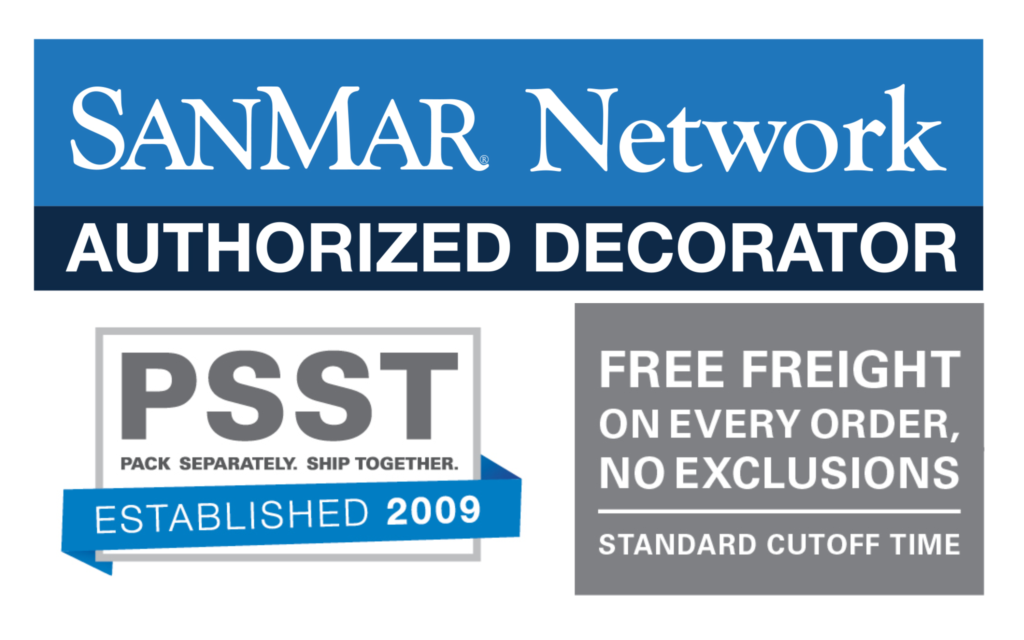 SANMAR® Network
AUTHORIZED DECORATOR
PSST
PACK SEPARATELY. SHIP TOGETHER.
ESTABLISHED 2009
FREE FREIGHT
ON EVERY ORDER,
NO EXCLUSIONS
STANDARD CUTOFF TIME